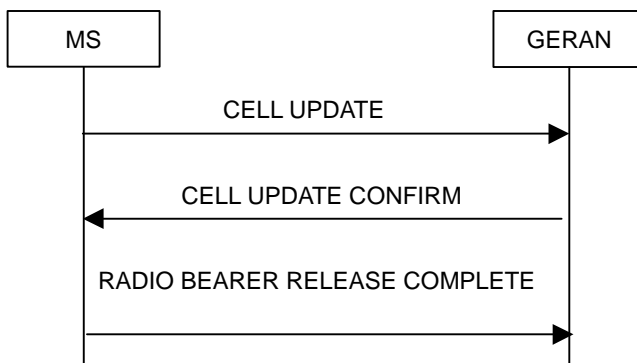 MS
GERAN
CELL UPDATE
CELL UPDATE CONFIRM
RADIO BEARER RELEASE COMPLETE